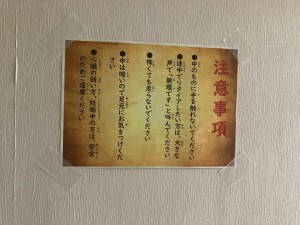 注意事項
●中のものに手を触れないでください
●途中でリタイアしたい方は、大きな
声で「無理です」と叫んでください
●怖くても走らないでください
●中は暗いので足元にお気をつけくだ
さい
●心臓の弱い方、妊娠中の方は、安全
のためご遠慮ください